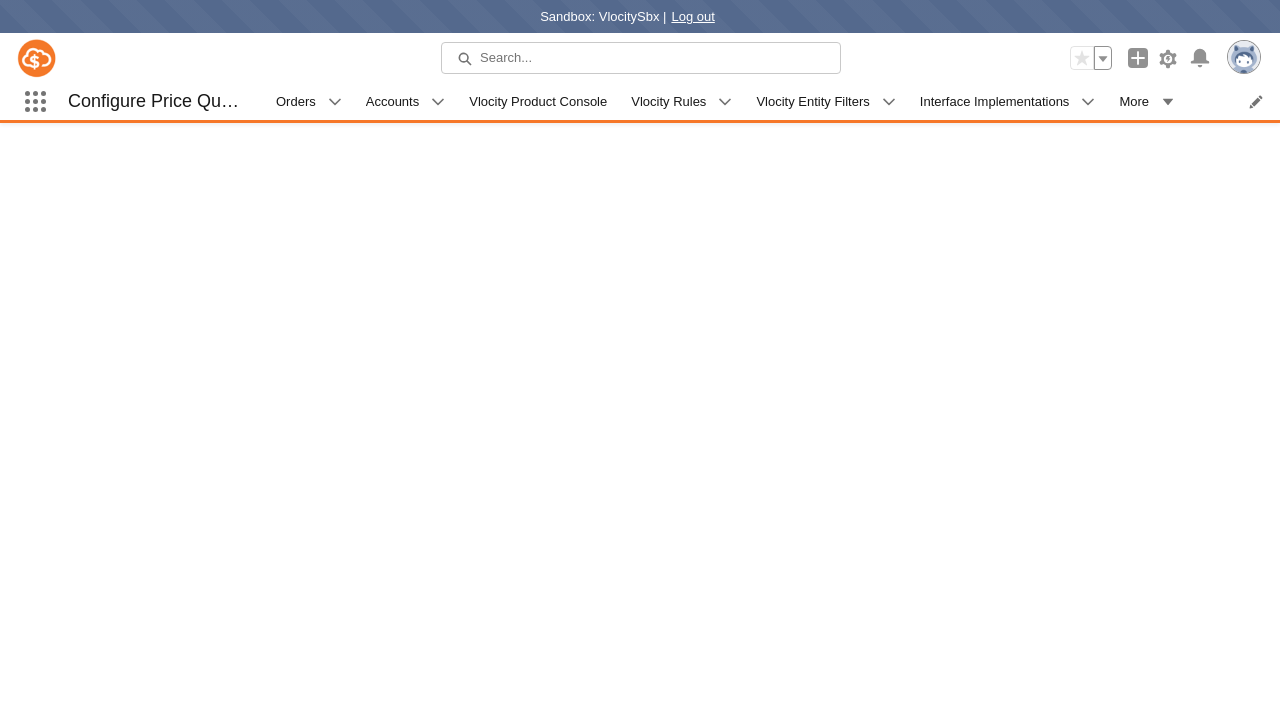 Sandbox: VlocitySbx | Log out
Search...
Configure Price Qu… Orders Accounts Vlocity Product Console Vlocity Rules Vlocity Entity Filters Interface Implementations More